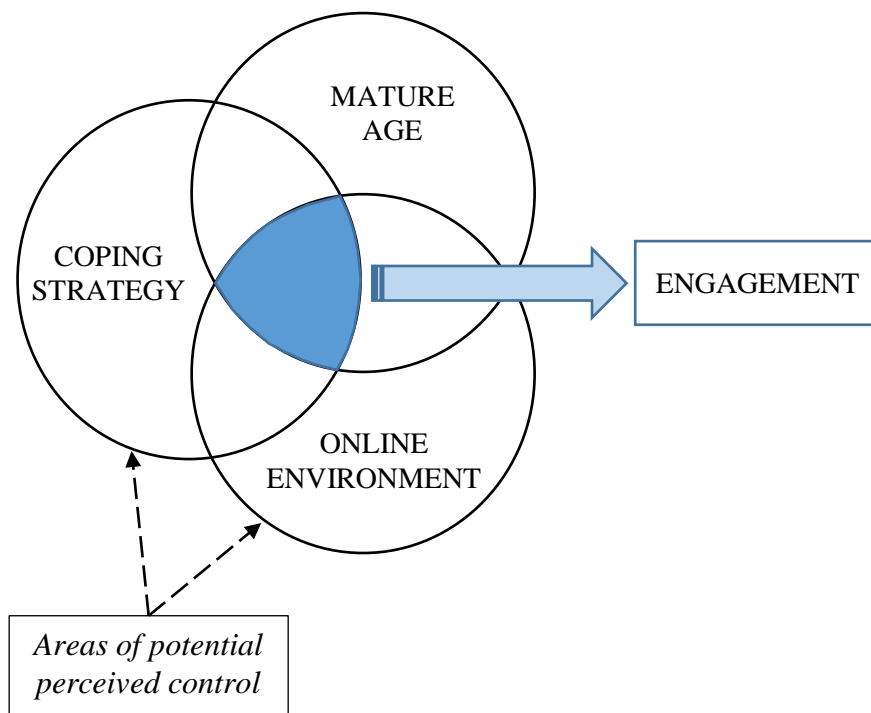 MATURE
AGE
COPING
STRATEGY
ENGAGEMENT
ONLINE
ENVIRONMENT
Areas of potential
perceived control